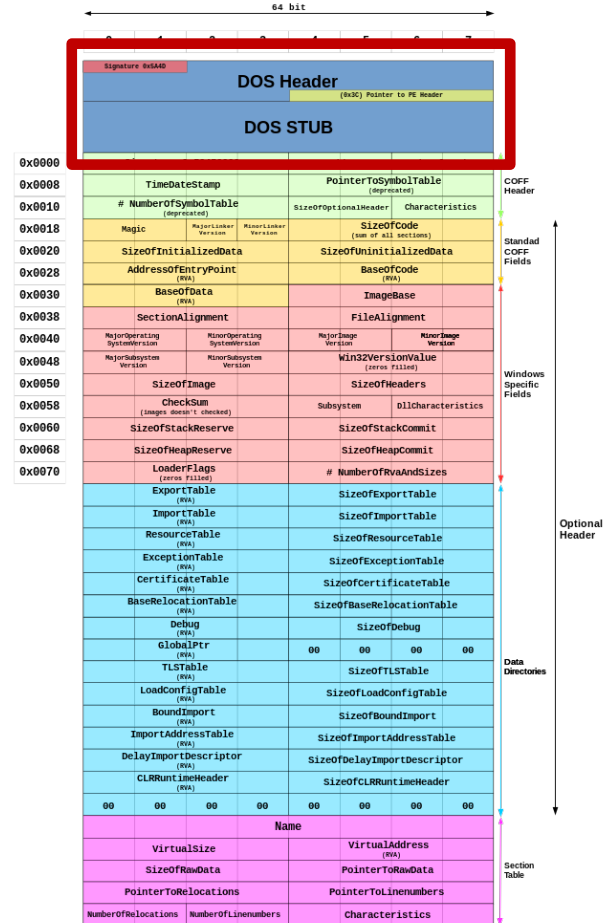 64 bit
Signature 0x5A4D
DOS Header
(0x3C) Pointer to PE Header
DOS STUB
0x0000
0x0008 TimeDateStamp PointerToSymbolTable
(deprecated)
COFF
Header
0x0010 # NumberOfSymbolTable
(deprecated)
SizeOfOptionalHeader Characteristics
0x0018 Magic MajorLinker
Version
MinorLinker
Version
SizeOfCode
(sum of all sections)
Standad
COFF
Fields
0x0020 SizeOfInitializedData SizeOfUninitializedData
0x0028 AddressOfEntryPoint
(RVA)
BaseOfCode
(RVA)
0x0030 BaseOfData
(RVA)
ImageBase
0x0038 SectionAlignment FileAlignment
0x0040 MajorOperating
SystemVersion
MinorOperating
SystemVersion
MajorImage
Version
MinorImage
Version
0x0048 MajorSubsystem
Version
MinorSubsystem
Version
Win32VersionValue
(zeros filled)
Windows
Specific
Fields
0x0050 SizeOfImage SizeOfHeaders
0x0058 CheckSum
(images doesn't checked)
Subsystem DllCharacteristics
0x0060 SizeOfStackReserve SizeOfStackCommit
0x0068 SizeOfHeapReserve SizeOfHeapCommit
0x0070 LoaderFlags
(zeros filled)
# NumberOfRvaAndSizes
ExportTable
(RVA)
SizeOfExportTable
ImportTable
(RVA)
SizeOfImportTable
Optional
Header
ResourceTable
(RVA)
SizeOfResourceTable
ExceptionTable
(RVA)
SizeOfExceptionTable
CertificateTable
(RVA)
SizeOfCertificateTable
BaseRelocationTable
(RVA)
SizeOfBaseRelocationTable
Debug
(RVA)
SizeOfDebug
GlobalPtr
(RVA)
00 00 00 00
Data
Directories
TLSTable
(RVA)
SizeOfTLSTable
LoadConfigTable
(RVA)
SizeOfLoadConfigTable
BoundImport
(RVA)
SizeOfBoundImport
ImportAddressTable
(RVA)
SizeOfImportAddressTable
DelayImportDescriptor
(RVA)
SizeOfDelayImportDescriptor
CLRRuntimeHeader
(RVA)
SizeOfCLRRuntimeHeader
00 00 00 00 00 00 00 00
Name
VirtualSize VirtualAddress
(RVA)
SizeOfRawData PointerToRawData
Section
Table
PointerToRelocations PointerToLinenumbers
NumberOfRelocations NumberOfLinenumbers Characteristics